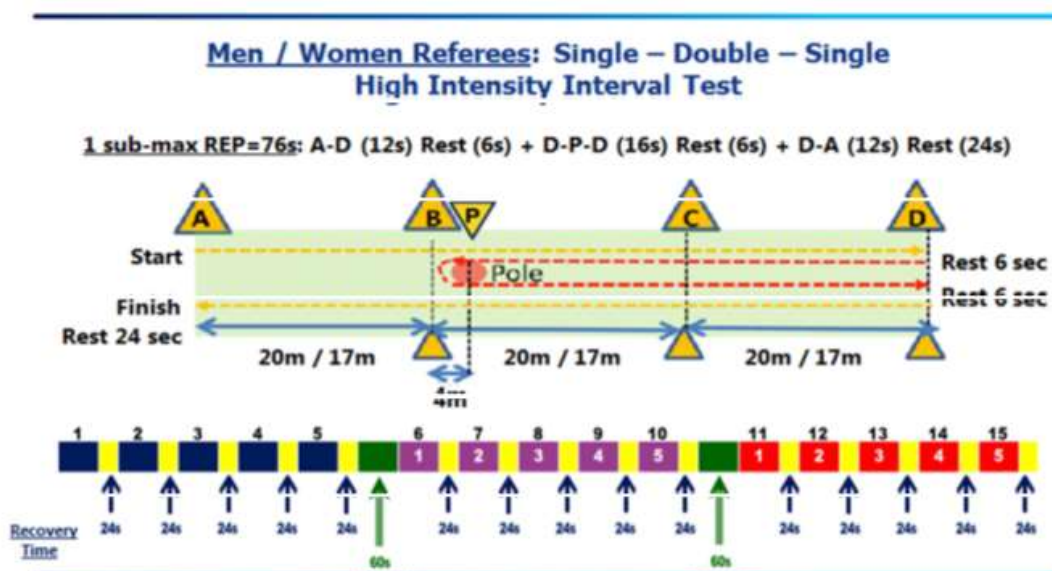 Men / Women Referees: Single – Double – Single
High Intensity Interval Test
1 sub-max REP=76s: A-D (12s) Rest (6s) + D-P-D (16s) Rest (6s) + D-A (12s) Rest (24s)
A B P C D
Start
Rest 6 sec
Pole
Finish
Rest 6 sec
Rest 24 sec
20m / 17m 20m / 17m 20m / 17m
4m
1 2 3 4 5 6 7 8 9 10 11 12 13 14 15
1 2 3 4 5 1 2 3 4 5
Recovery
Time
24s 24s 24s 24s 24s 24s 24s 24s 24s 24s 24s 24s 24s 24s 24s
60s 60s